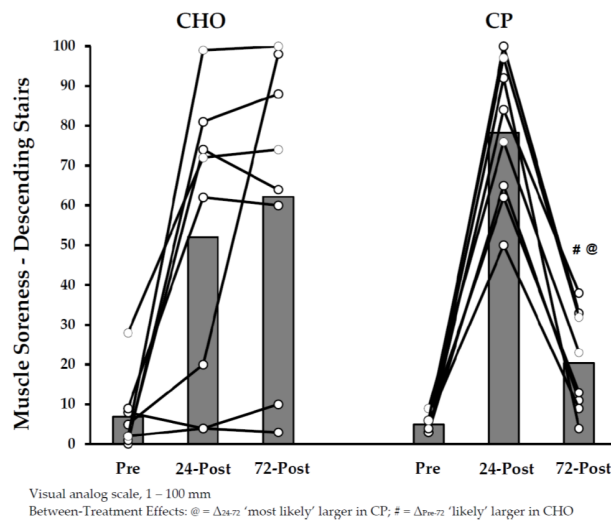 CHO CP
Muscle Soreness - Descending Stairs
100
90
80
70
60
50
40
30
20
10
0
# @
Pre 24-Post 72-Post Pre 24-Post 72-Post
Visual analog scale, 1 – 100 mm
Between-Treatment Effects: @ = Δ24-72 ‘most likely’ larger in CP; # = ΔPre-72 ‘likely’ larger in CHO